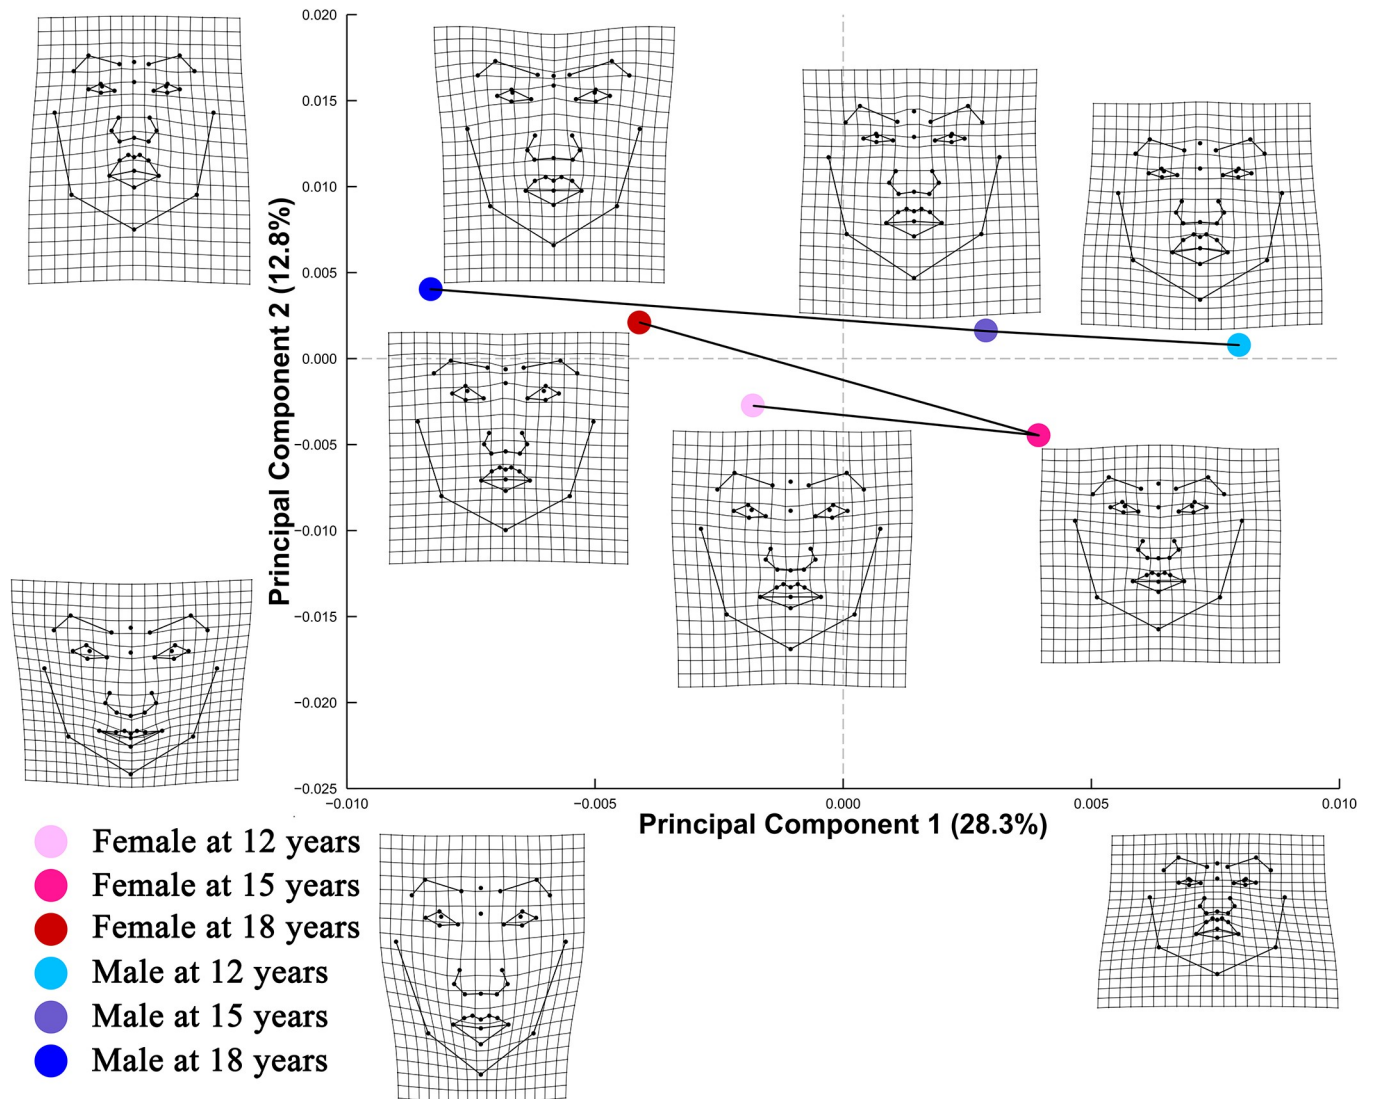 0.020
0.015
0.010
0.005
0.000
−0.005
−0.010
−0.015
−0.020
−0.025
Principal Component 2 (12.8%)
−0.010
−0.005
0.000
0.005
0.010
Principal Component 1 (28.3%)
Female at 12 years
Female at 15 years
Female at 18 years
Male at 12 years
Male at 15 years
Male at 18 years